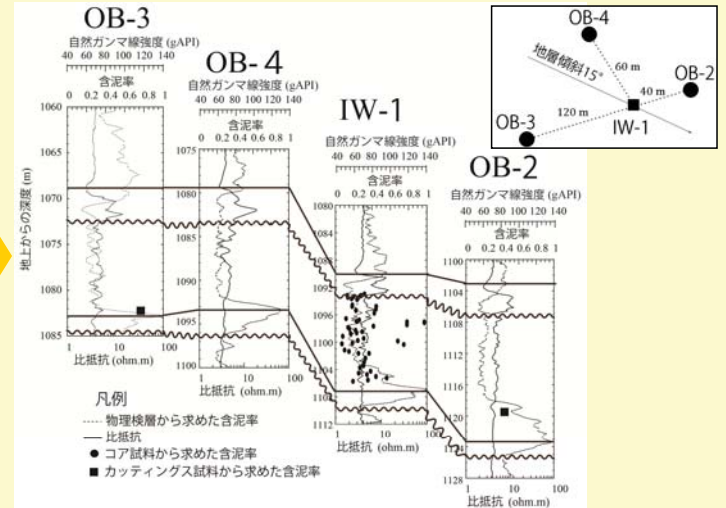 OB-3
自然ガンマ線強度 (gAPI)
40 60 80 100 120 140
含泥率
0 0.2 0.4 0.6 0.8 1
1060
1065
1070
1075
1082
1085
地上からの深度 (m)
1 10 100
比抵抗 (ohm.m)
OB-4
自然ガンマ線強度 (gAPI)
40 60 80 100 120 140
含泥率
0 0.2 0.4 0.6 0.8 1
1075
1080
1085
1091
1095
1100
1 10 100
比抵抗 (ohm.m)
IW-1
自然ガンマ線強度 (gAPI)
40 60 80 100 120 140
含泥率
0 0.2 0.4 0.6 0.8 1
1080
1084
1089
1092
1096
1100
1104
1108
1112
1 10 100
比抵抗 (ohm.m)
OB-2
自然ガンマ線強度 (gAPI)
40 60 80 100 120 140
含泥率
0 0.2 0.4 0.6 0.8 1
1100
1108
1112
1118
1120
1124
1128
1 10 100
比抵抗 (ohm.m)
OB-4
地層傾斜15°
60 m
OB-2
40 m
120 m
OB-3
IW-1
凡例
物理検層から求めた含泥率
比抵抗
コア試料から求めた含泥率
カッティングス試料から求めた含泥率